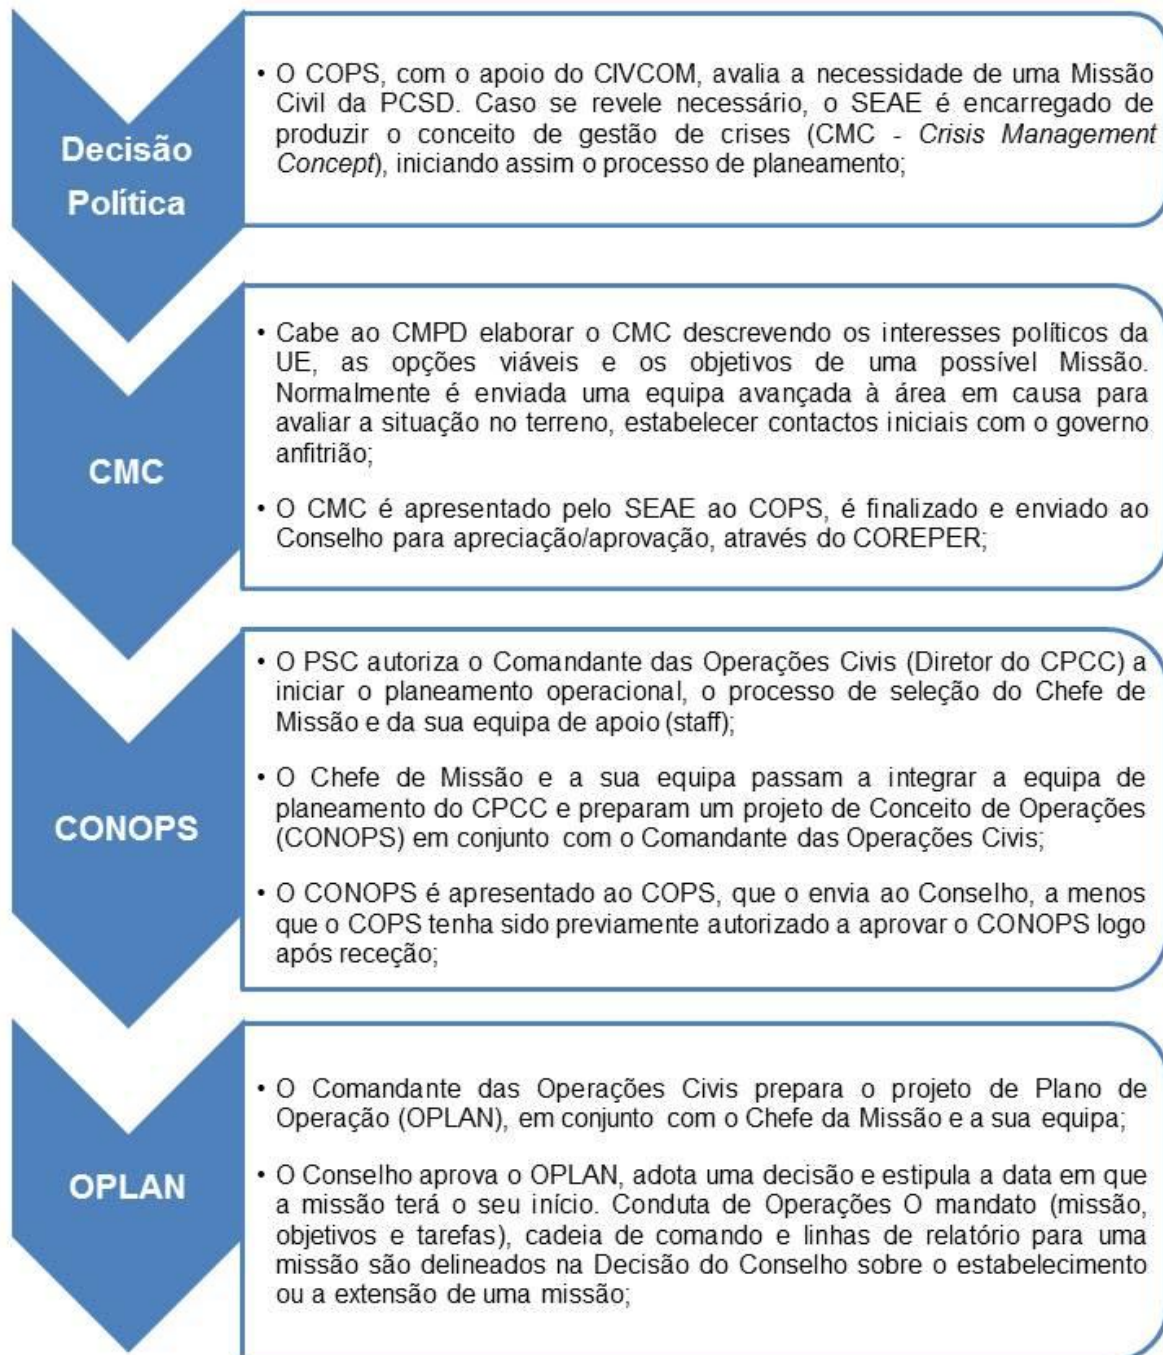 Decisão
Política
• O COPS, com o apoio do CIVCOM, avalia a necessidade de uma Missão
Civil da PCSD. Caso se revele necessário, o SEAE é encarregado de
produzir o conceito de gestão de crises (CMC - Crisis Management
Concept), iniciando assim o processo de planeamento;
CMC
• Cabe ao CMPD elaborar o CMC descrevendo os interesses políticos da
UE, as opções viáveis e os objetivos de uma possível Missão.
Normalmente é enviada uma equipa avançada à área em causa para
avaliar a situação no terreno, estabelecer contactos iniciais com o governo
anfitrião;
• O CMC é apresentado pelo SEAE ao COPS, é finalizado e enviado ao
Conselho para apreciação/aprovação, através do COREPER;
CONOPS
• O PSC autoriza o Comandante das Operações Civis (Diretor do CPCC) a
iniciar o planeamento operacional, o processo de seleção do Chefe de
Missão e da sua equipa de apoio (staff);
• O Chefe de Missão e a sua equipa passam a integrar a equipa de
planeamento do CPCC e preparam um projeto de Conceito de Operações
(CONOPS) em conjunto com o Comandante das Operações Civis;
• O CONOPS é apresentado ao COPS, que o envia ao Conselho, a menos
que o COPS tenha sido previamente autorizado a aprovar o CONOPS logo
após receção;
OPLAN
• O Comandante das Operações Civis prepara o projeto de Plano de
Operação (OPLAN), em conjunto com o Chefe da Missão e a sua equipa;
• O Conselho aprova o OPLAN, adota uma decisão e estipula a data em que
a missão terá o seu início. Conduta de Operações O mandato (missão,
objetivos e tarefas), cadeia de comando e linhas de relatório para uma
missão são delineados na Decisão do Conselho sobre o estabelecimento
ou a extensão de uma missão;